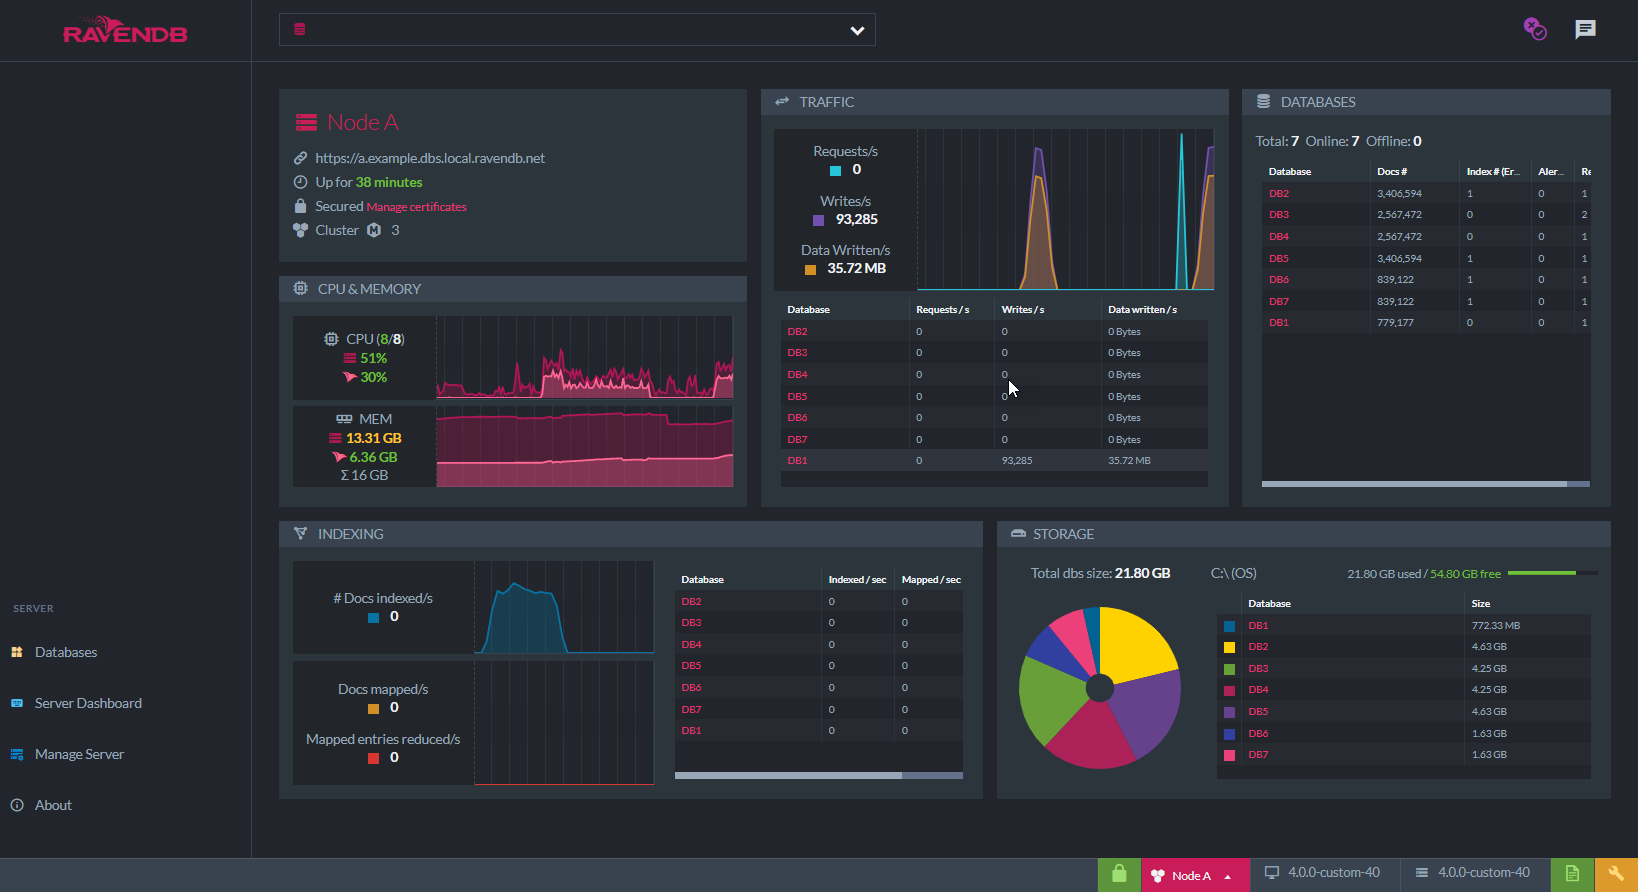 RAVENDB
Node A
https://a.example.dbs.local.ravendb.net
Up for 38 minutes
Secured Manage certificates
Cluster M 3
CPU & MEMORY
CPU (8/8)
51%
30%
MEM
13.31 GB
6.36 GB
Σ 16 GB
TRAFFIC
Requests/s
0
Writes/s
93,285
Data Written/s
35.72 MB
Database Requests / s Writes / s Data written / s
DB2 0 0 0 Bytes
DB3 0 0 0 Bytes
DB4 0 0 0 Bytes
DB5 0 0 0 Bytes
DB6 0 0 0 Bytes
DB7 0 0 0 Bytes
DB1 0 93,285 35.72 MB
DATABASES
Total: 7 Online: 7 Offline: 0
Database Docs # Index # (Er... Aler... Re
DB2 3,406,594 1 0 1
DB3 2,567,472 0 0 2
DB4 2,567,472 0 0 1
DB5 3,406,594 1 0 1
DB6 839,122 1 0 1
DB7 839,122 1 0 1
DB1 779,177 0 0 1
INDEXING
# Docs indexed/s
0
Docs mapped/s
0
Mapped entries reduced/s
0
Database Indexed / sec Mapped / sec
DB2 0 0
DB3 0 0
DB4 0 0
DB5 0 0
DB6 0 0
DB7 0 0
DB1 0 0
STORAGE
Total dbs size: 21.80 GB C:\ (OS) 21.80 GB used / 54.80 GB free
Database Size
DB1 772.33 MB
DB2 4.63 GB
DB3 4.25 GB
DB4 4.25 GB
DB5 4.63 GB
DB6 1.63 GB
DB7 1.63 GB
SERVER
Databases
Server Dashboard
Manage Server
About
Node A 4.0.0-custom-40 4.0.0-custom-40